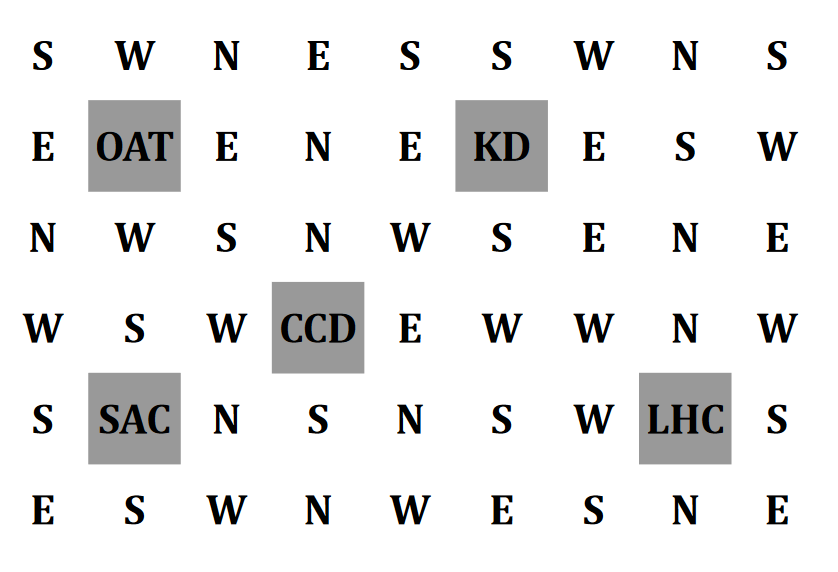 S W N E S S W N S
E OAT E N E KD E S W
N W S N W S E N E
W S W CCD E W W N W
S SAC N S N S W LHC S
E S W N W E S N E